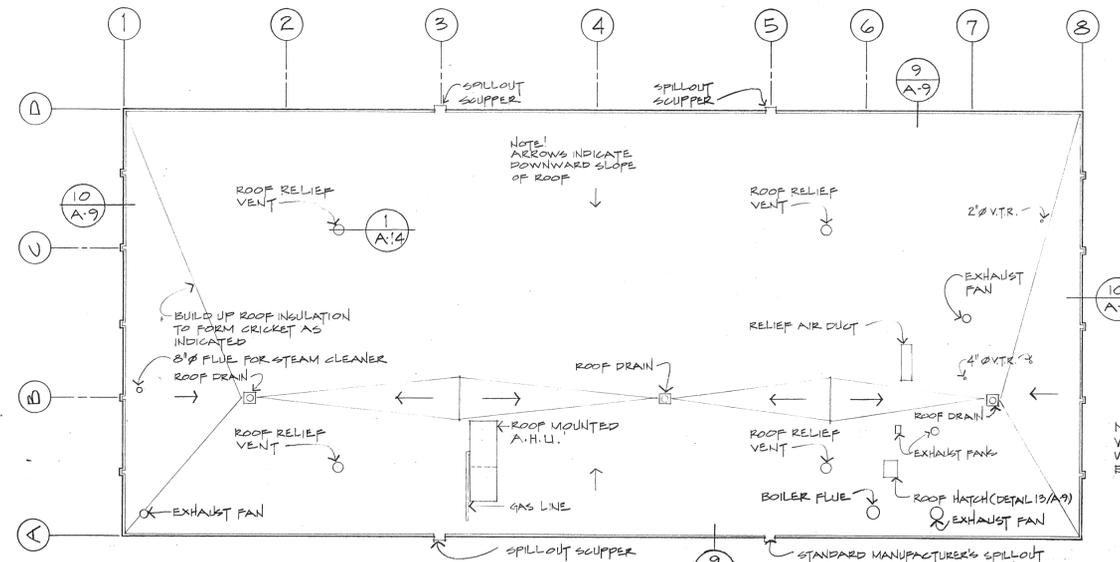 1
2
3
4
5
6
7
8
D
C
B
A
SPILLOUT
SCUPPER
SPILLOUT
SCUPPER
9
A-9
NOTE!
ARROWS INDICATE
DOWNWARD SLOPE
OF ROOF
10
A-9
ROOF RELIEF
VENT
1
A-14
ROOF RELIEF
VENT
2"Ø V.T.R.
EXHAUST
FAN
10
BUILD UP ROOF INSULATION
TO FORM CRICKET AS
INDICATED
8"Ø FLUE FOR STEAM CLEANER
ROOF DRAIN
RELIEF AIR DUCT
ROOF DRAIN
4"Ø V.T.R.
ROOF DRAIN
ROOF RELIEF
VENT
ROOF MOUNTED
A.H.U.
ROOF RELIEF
VENT
EXHAUST FANS
BOILER FLUE
ROOF HATCH (DETAIL 13/A-9)
GAS LINE
EXHAUST FAN
EXHAUST FAN
SPILLOUT SCUPPER
9
STANDARD MANUFACTURER'S SPILLOUT